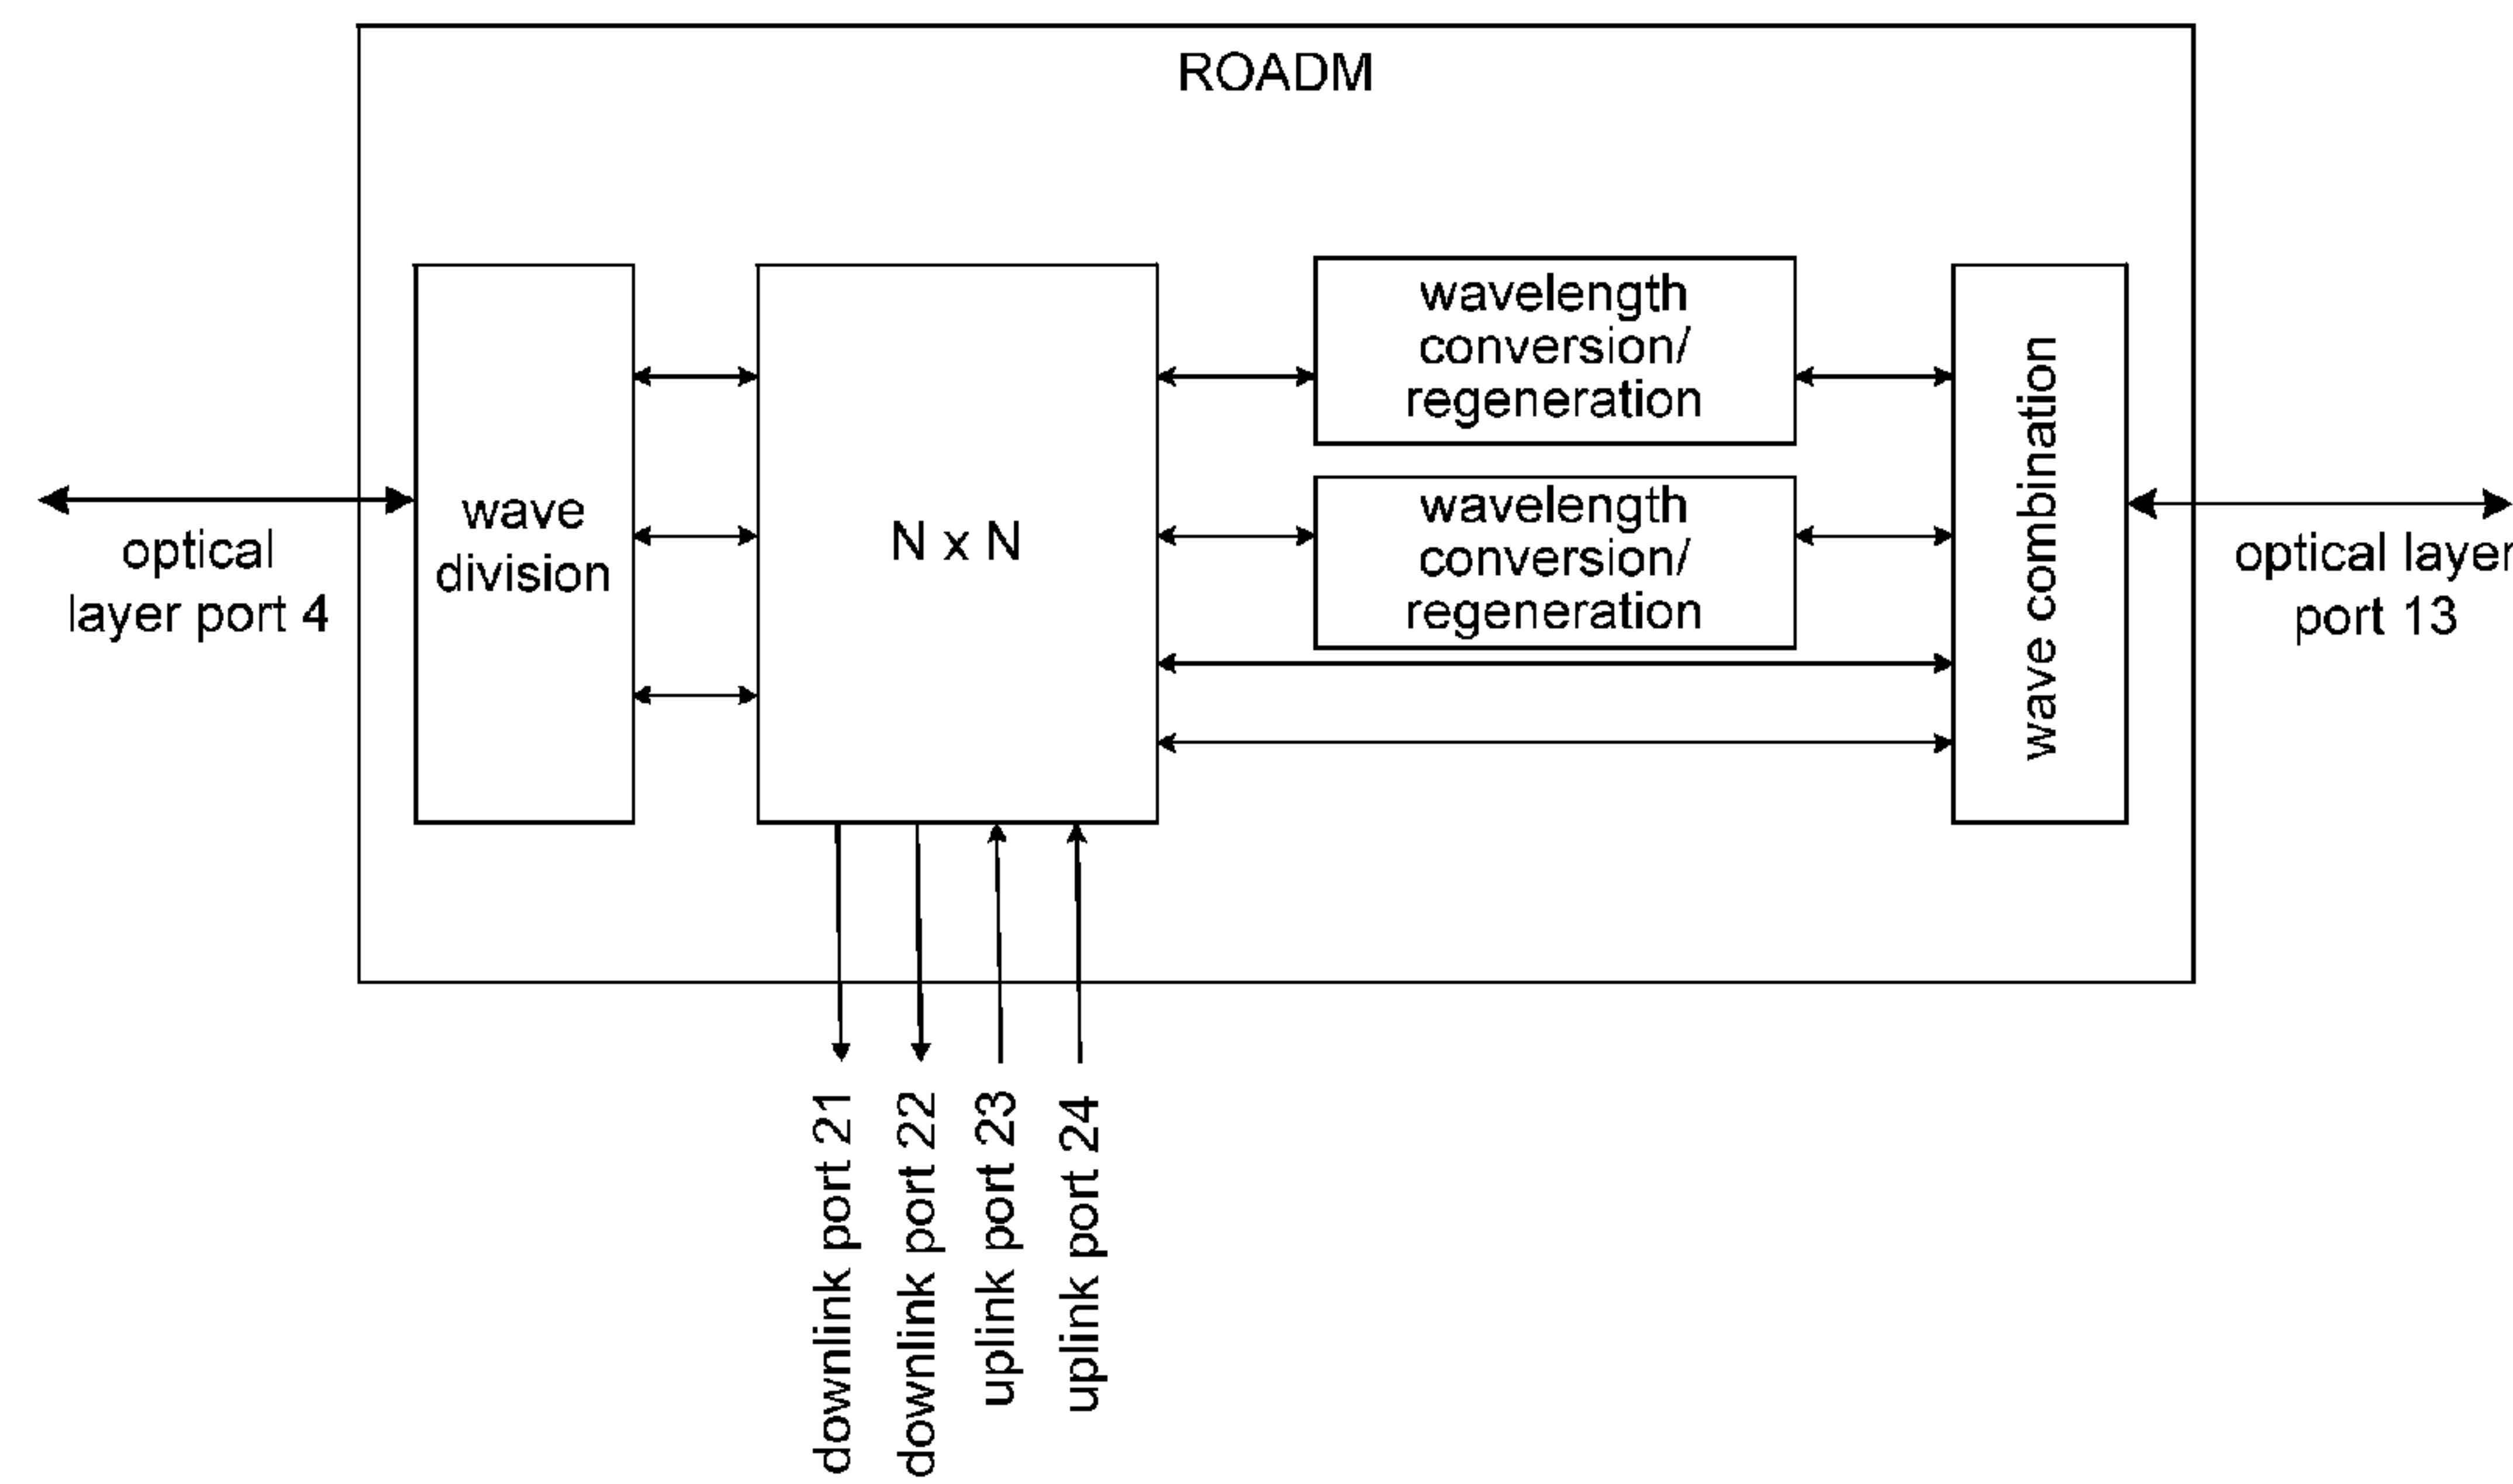 ROADM
optical
layer port 4
wave
division
N x N
wavelength
conversion/
regeneration
wavelength
conversion/
regeneration
wave combination
optical layer
port 13
downlink port 21
downlink port 22
uplink port 23
uplink port 24